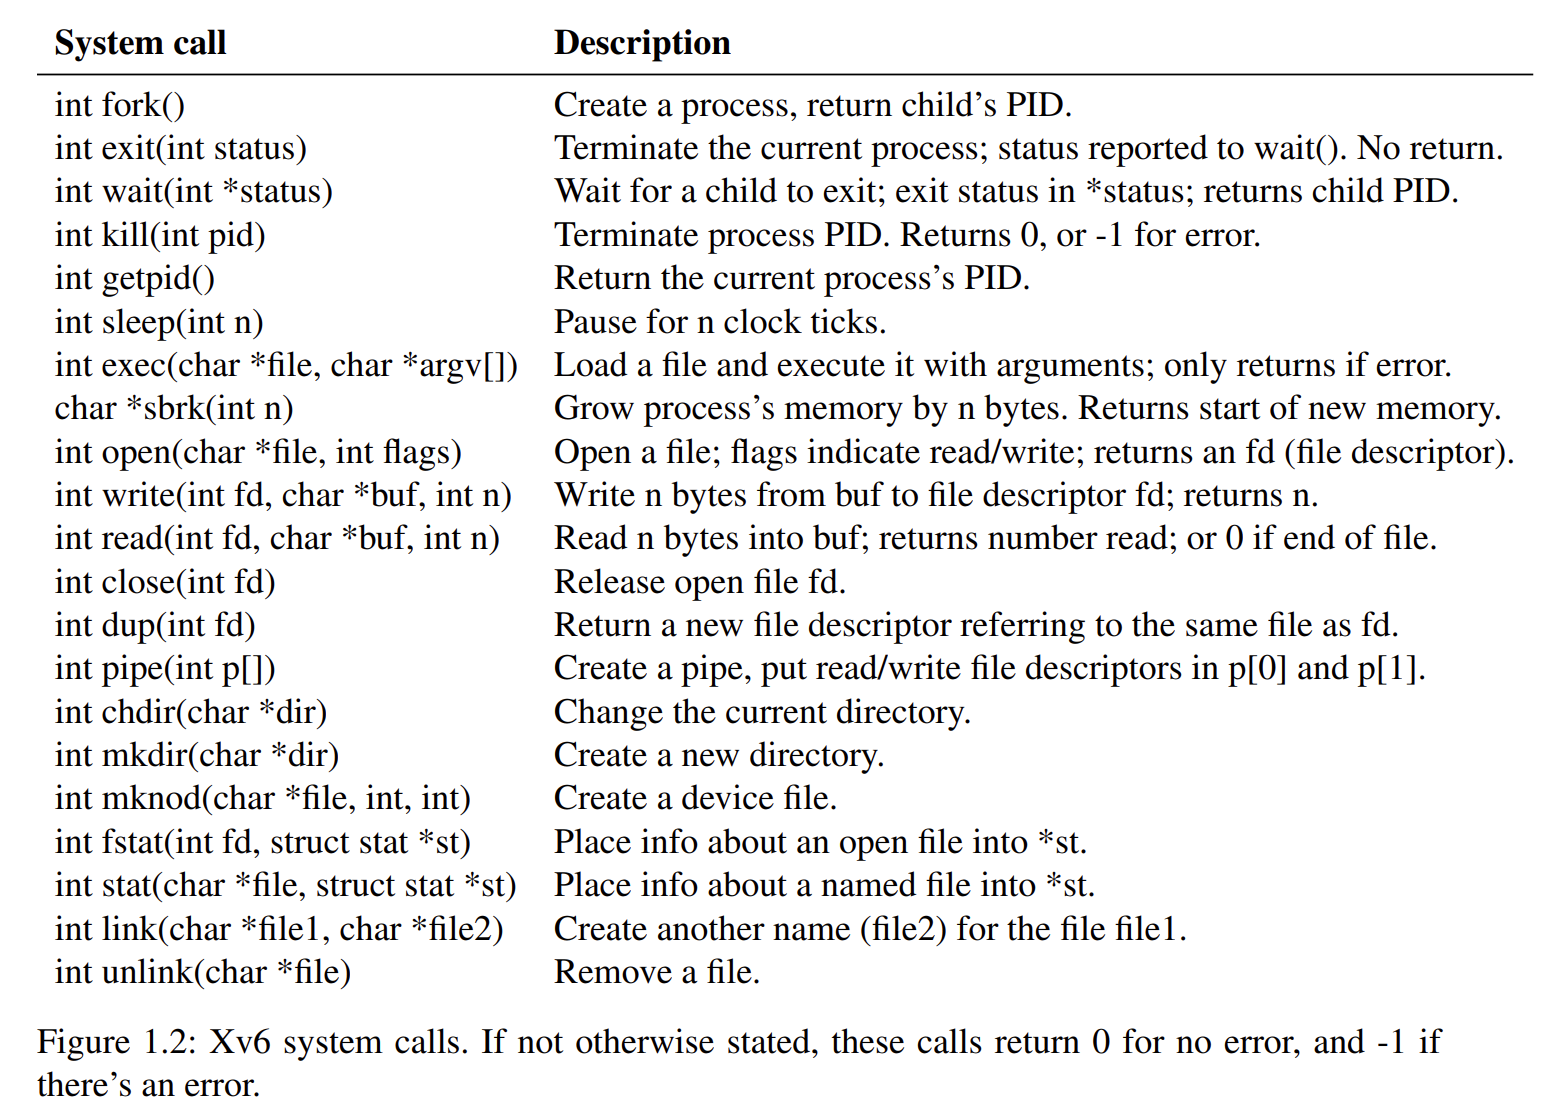 System call Description
int fork() Create a process, return child’s PID.
int exit(int status) Terminate the current process; status reported to wait(). No return.
int wait(int *status) Wait for a child to exit; exit status in *status; returns child PID.
int kill(int pid) Terminate process PID. Returns 0, or -1 for error.
int getpid() Return the current process’s PID.
int sleep(int n) Pause for n clock ticks.
int exec(char *file, char *argv[]) Load a file and execute it with arguments; only returns if error.
char *sbrk(int n) Grow process’s memory by n bytes. Returns start of new memory.
int open(char *file, int flags) Open a file; flags indicate read/write; returns an fd (file descriptor).
int write(int fd, char *buf, int n) Write n bytes from buf to file descriptor fd; returns n.
int read(int fd, char *buf, int n) Read n bytes into buf; returns number read; or 0 if end of file.
int close(int fd) Release open file fd.
int dup(int fd) Return a new file descriptor referring to the same file as fd.
int pipe(int p[]) Create a pipe, put read/write file descriptors in p[0] and p[1].
int chdir(char *dir) Change the current directory.
int mkdir(char *dir) Create a new directory.
int mknod(char *file, int, int) Create a device file.
int fstat(int fd, struct stat *st) Place info about an open file into *st.
int stat(char *file, struct stat *st) Place info about a named file into *st.
int link(char *file1, char *file2) Create another name (file2) for the file file1.
int unlink(char *file) Remove a file.
Figure 1.2: Xv6 system calls. If not otherwise stated, these calls return 0 for no error, and -1 if
there’s an error.